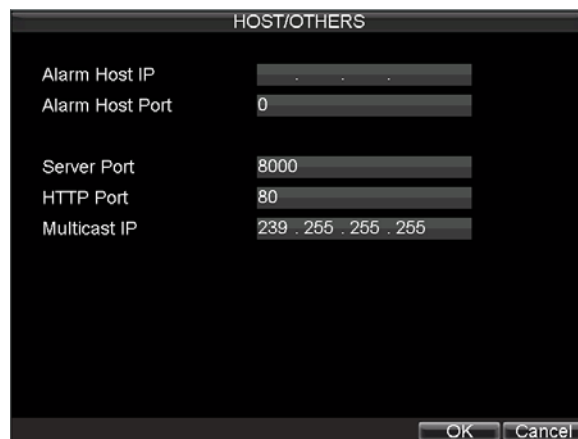 HOST/OTHERS
Alarm Host IP . . .
Alarm Host Port 0
Server Port 8000
HTTP Port 80
Multicast IP 239 . 255 . 255 . 255
OK Cancel